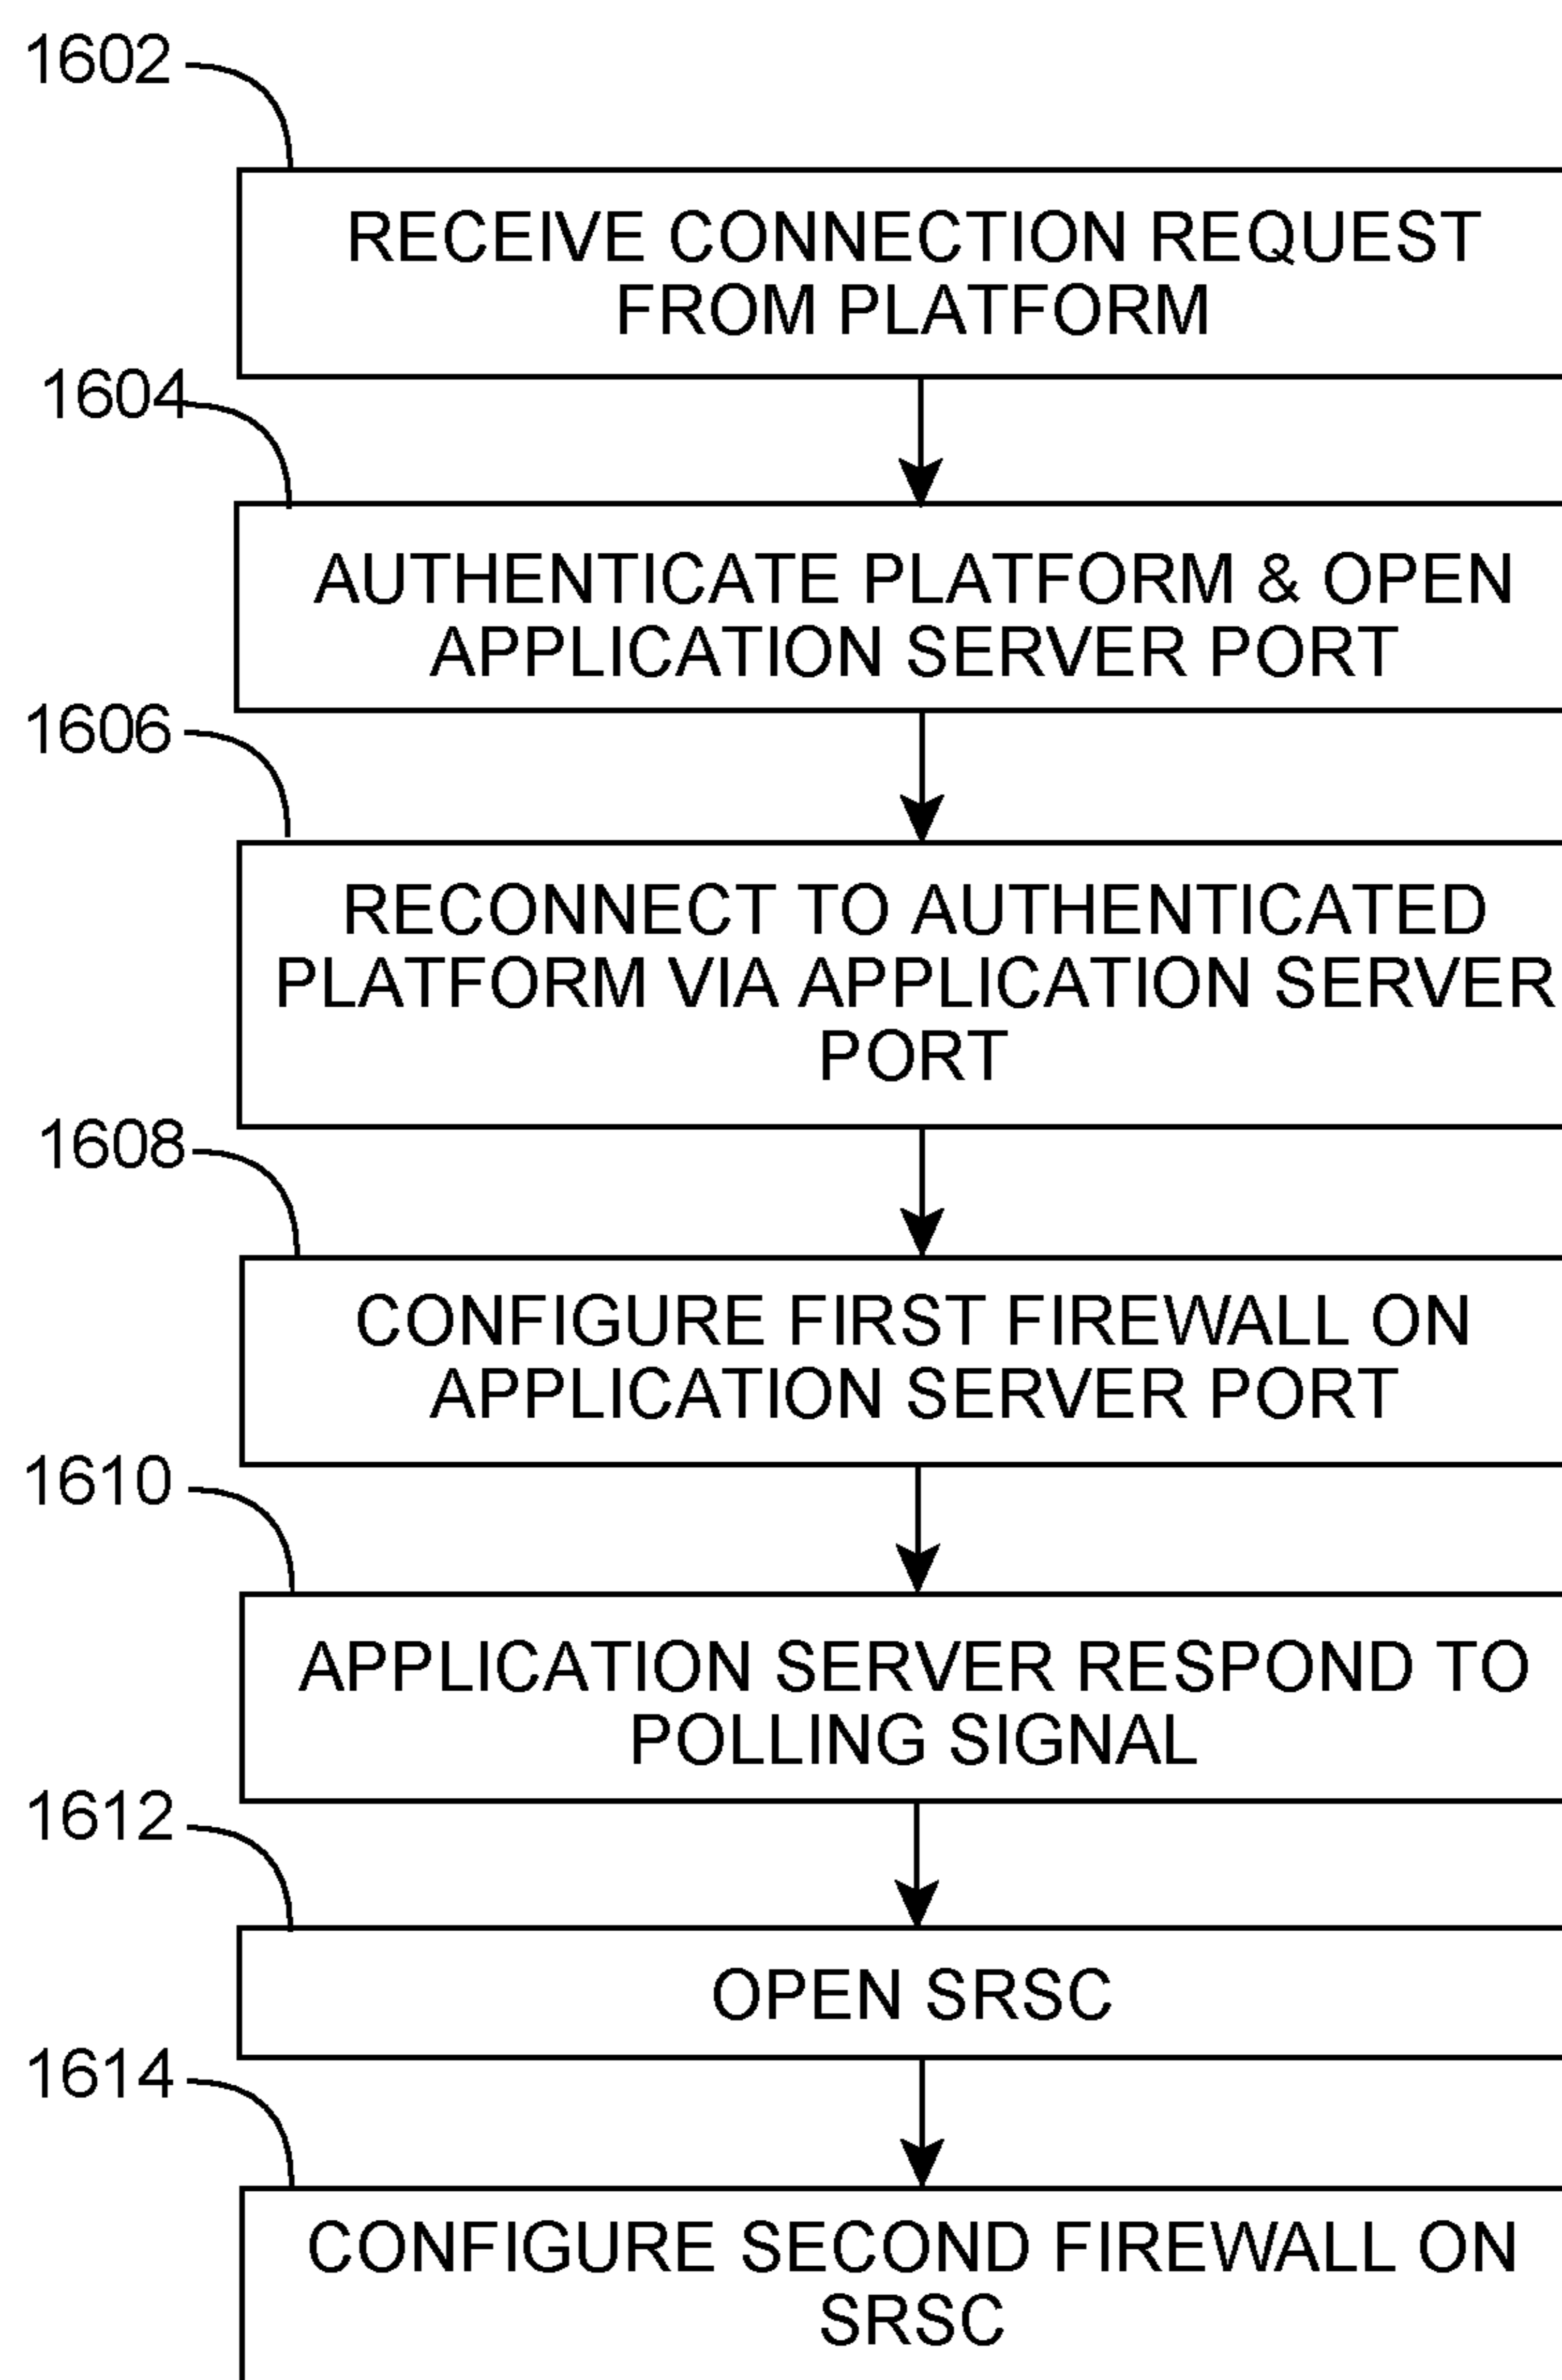 1602
RECEIVE CONNECTION REQUEST
FROM PLATFORM
1604
AUTHENTICATE PLATFORM & OPEN
APPLICATION SERVER PORT
1606
RECONNECT TO AUTHENTICATED
PLATFORM VIA APPLICATION SERVER
PORT
1608
CONFIGURE FIRST FIREWALL ON
APPLICATION SERVER PORT
1610
APPLICATION SERVER RESPOND TO
POLLING SIGNAL
1612
OPEN SRSC
1614
CONFIGURE SECOND FIREWALL ON
SRSC